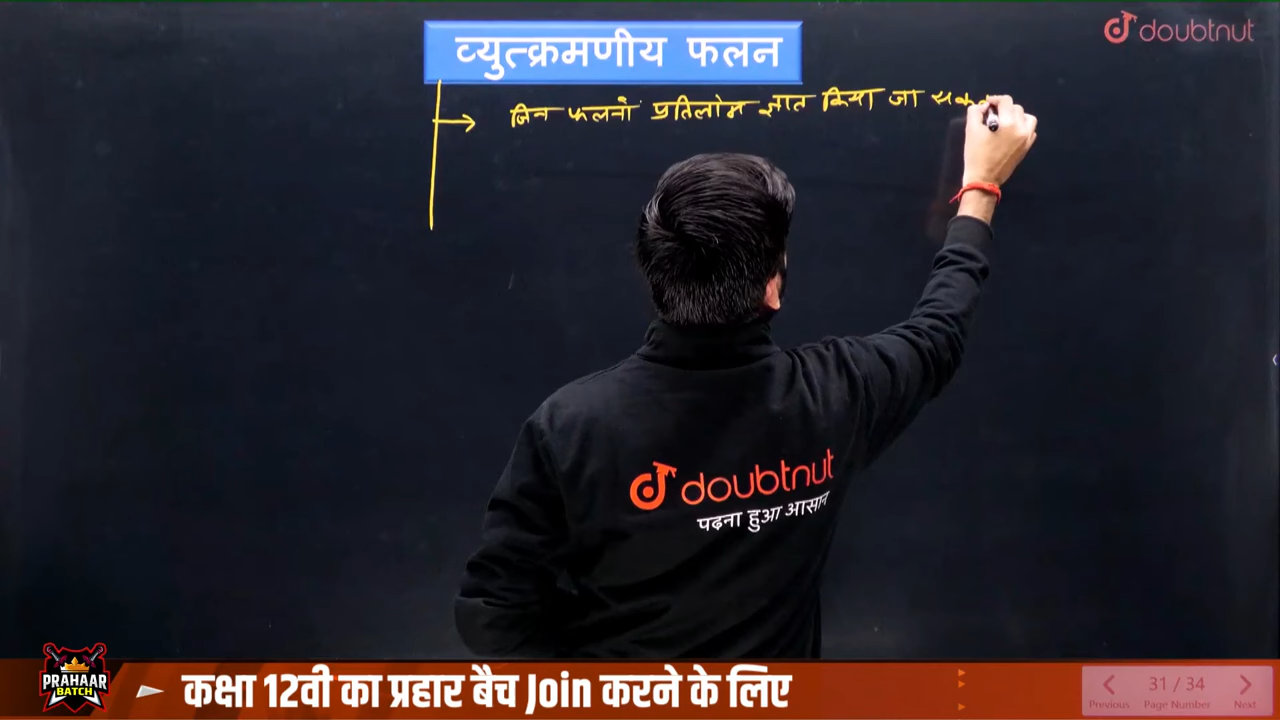 व्युत्क्रमणीय फलन
doubtnut
जिन फलनों प्रतिलोम ज्ञात किया जा
doubtnut
पढ़ना हुआ आसान
PRAHAAR
BATCH
कक्षा 12वी का प्रहार बैच Join करने के लिए
31 / 34
Previous Page Number Next